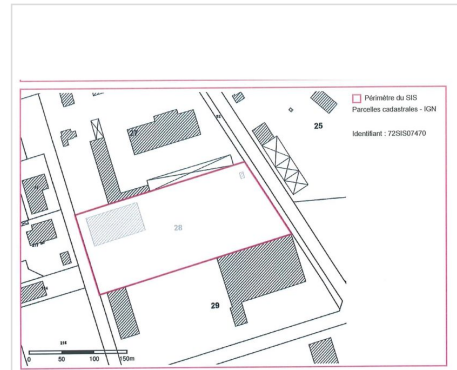 Périmètre du SIS
Parcelles cadastrales - IGN
Identifiant : 72SIS07470
27
25
28
29
0 50 100 150m